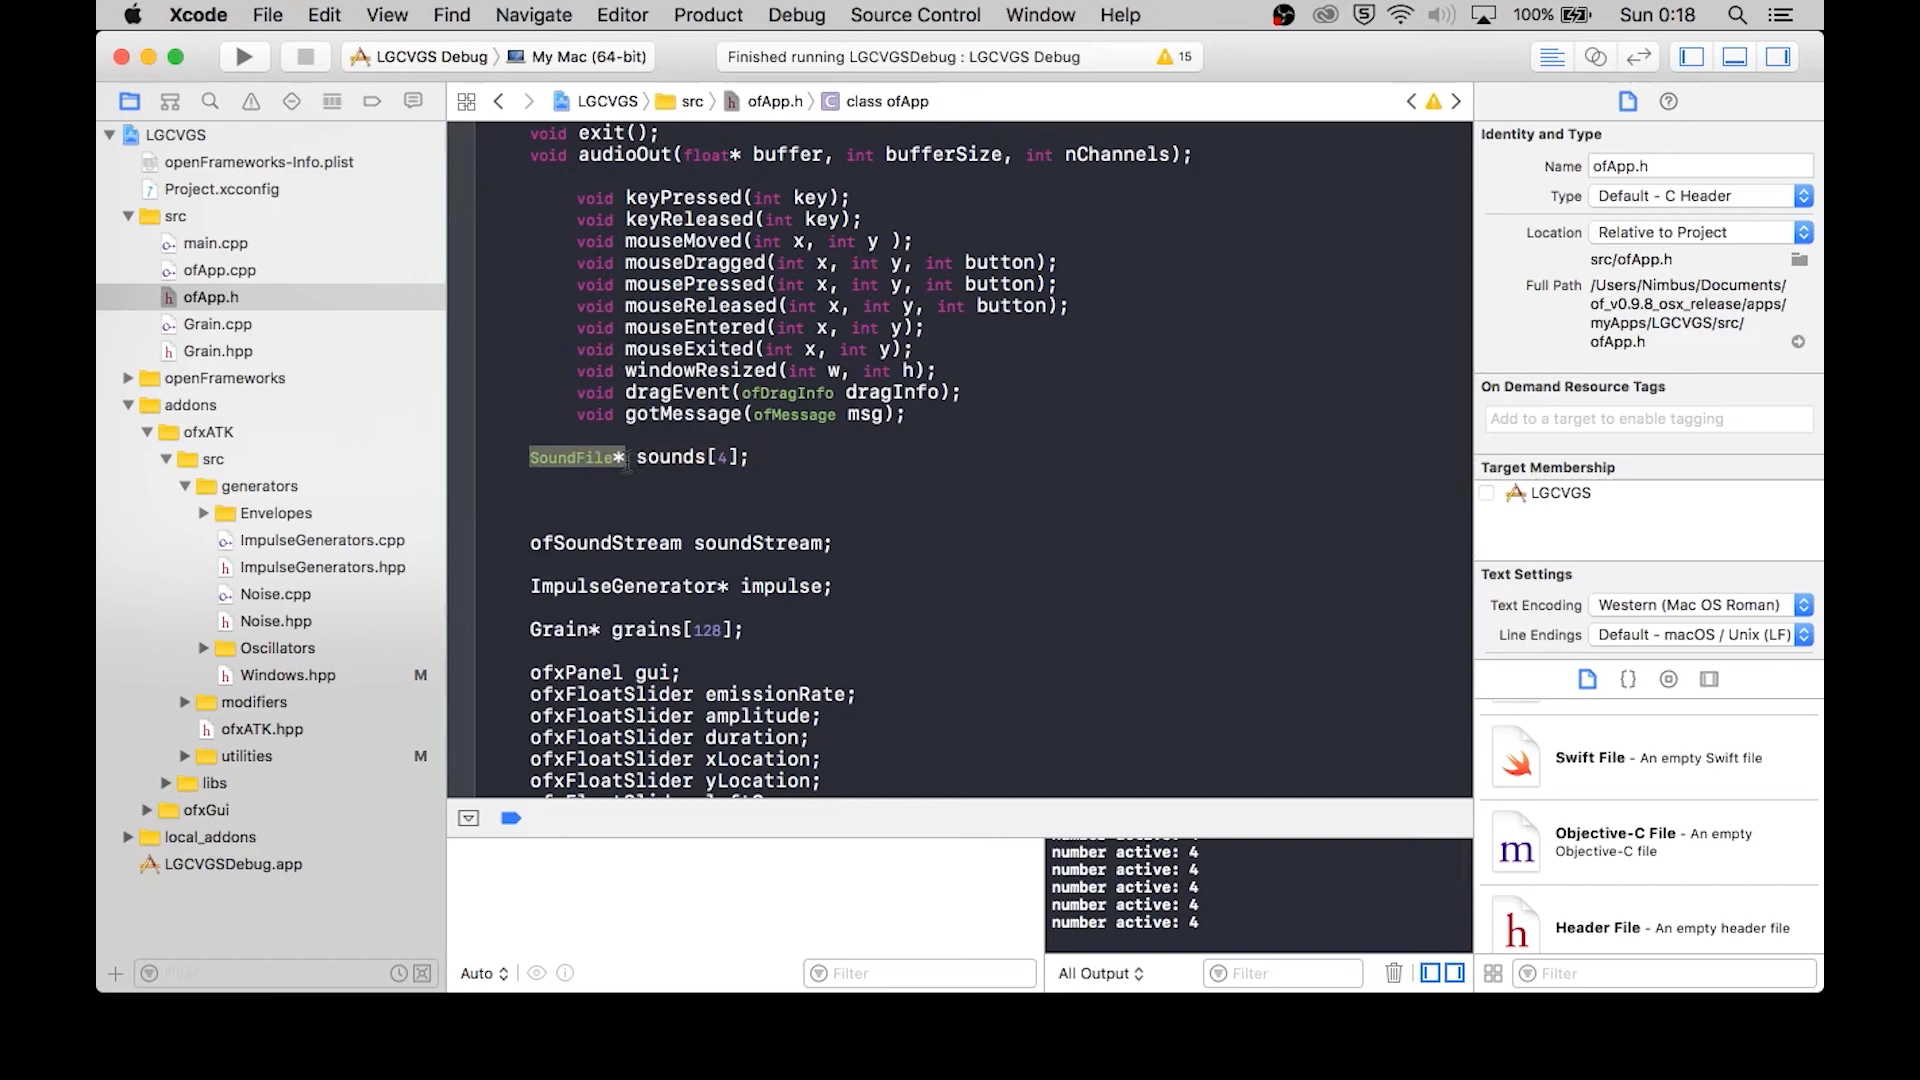 Xcode File Edit View Find Navigate Editor Product Debug Source Control Window Help 100% Sun 0:18
LGCVGS Debug My Mac (64-bit) Finished running LGCVGSDebug : LGCVGS Debug 15
LGCVGS src ofApp.h class ofApp
LGCVGS
openFrameworks-Info.plist
Project.xcconfig
src
main.cpp
ofApp.cpp
ofApp.h
Grain.cpp
Grain.hpp
openFrameworks
addons
ofxATK
src
generators
Envelopes
ImpulseGenerators.cpp
ImpulseGenerators.hpp
Noise.cpp
Noise.hpp
Oscillators
Windows.hpp M
modifiers
ofxATK.hpp
utilities M
libs
ofxGui
local_addons
LGCVGSDebug.app
void exit();
void audioOut(float* buffer, int bufferSize, int nChannels);
void keyPressed(int key);
void keyReleased(int key);
void mouseMoved(int x, int y );
void mouseDragged(int x, int y, int button);
void mousePressed(int x, int y, int button);
void mouseReleased(int x, int y, int button);
void mouseEntered(int x, int y);
void mouseExited(int x, int y);
void windowResized(int w, int h);
void dragEvent(ofDragInfo dragInfo);
void gotMessage(ofMessage msg);
SoundFile* sounds[4];
ofSoundStream soundStream;
ImpulseGenerator* impulse;
Grain* grains[128];
ofxPanel gui;
ofxFloatSlider emissionRate;
ofxFloatSlider amplitude;
ofxFloatSlider duration;
ofxFloatSlider xLocation;
ofxFloatSlider yLocation;
number active: 4
number active: 4
number active: 4
number active: 4
number active: 4
Auto Filter All Output Filter
Identity and Type
Name ofApp.h
Type Default - C Header
Location Relative to Project
src/ofApp.h
Full Path /Users/Nimbus/Documents/
of_v0.9.8_osx_release/apps/
myApps/LGCVGS/src/
ofApp.h
On Demand Resource Tags
Add to a target to enable tagging
Target Membership
LGCVGS
Text Settings
Text Encoding Western (Mac OS Roman)
Line Endings Default - macOS / Unix (LF)
Swift File - An empty Swift file
Objective-C File - An empty
Objective-C file
Header File - An empty header file
Filter